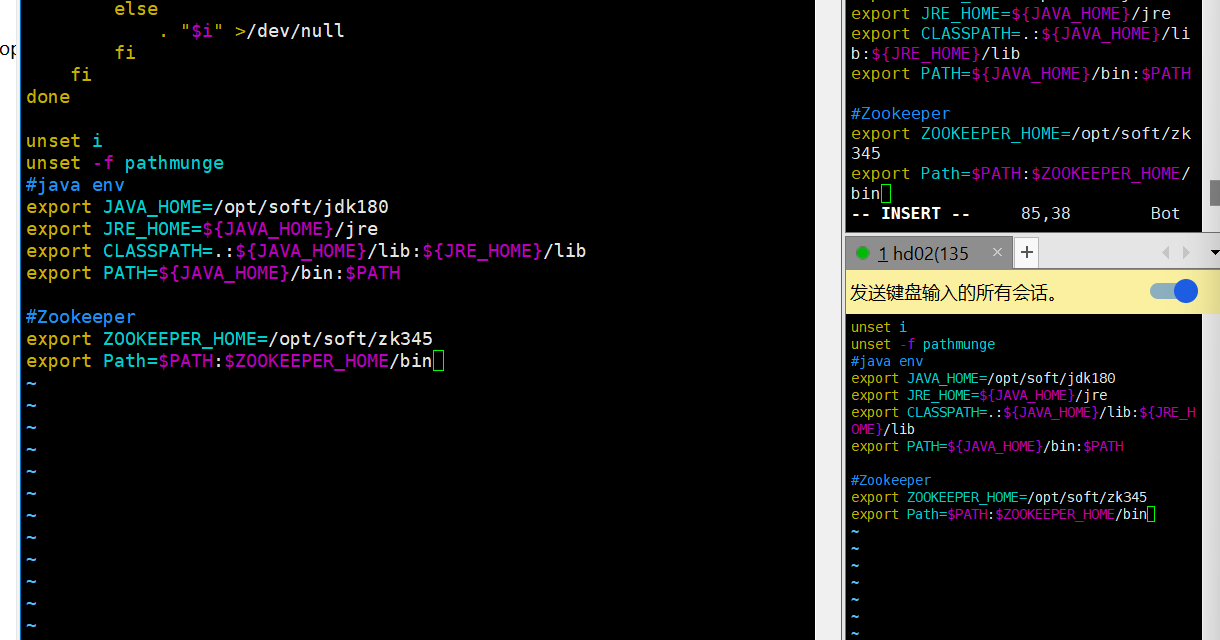 op
else
. "$i" >/dev/null
fi
fi
done
unset i
unset -f pathmunge
#java env
export JAVA_HOME=/opt/soft/jdk180
export JRE_HOME=${JAVA_HOME}/jre
export CLASSPATH=.:${JAVA_HOME}/lib:${JRE_HOME}/lib
export PATH=${JAVA_HOME}/bin:$PATH
#Zookeeper
export ZOOKEEPER_HOME=/opt/soft/zk345
export Path=$PATH:$ZOOKEEPER_HOME/bin
~
~
~
~
~
~
~
~
~
~
~
~
export JRE_HOME=${JAVA_HOME}/jre
export CLASSPATH=.:${JAVA_HOME}/li
b:${JRE_HOME}/lib
export PATH=${JAVA_HOME}/bin:$PATH
#Zookeeper
export ZOOKEEPER_HOME=/opt/soft/zk
345
export Path=$PATH:$ZOOKEEPER_HOME/
bin
-- INSERT -- 85,38 Bot
1 hd02(135 × +
发送键盘输入的所有会话。
unset i
unset -f pathmunge
#java env
export JAVA_HOME=/opt/soft/jdk180
export JRE_HOME=${JAVA_HOME}/jre
export CLASSPATH=.:${JAVA_HOME}/lib:${JRE_H
OME}/lib
export PATH=${JAVA_HOME}/bin:$PATH
#Zookeeper
export ZOOKEEPER_HOME=/opt/soft/zk345
export Path=$PATH:$ZOOKEEPER_HOME/bin
~
~
~
~
~
~
~